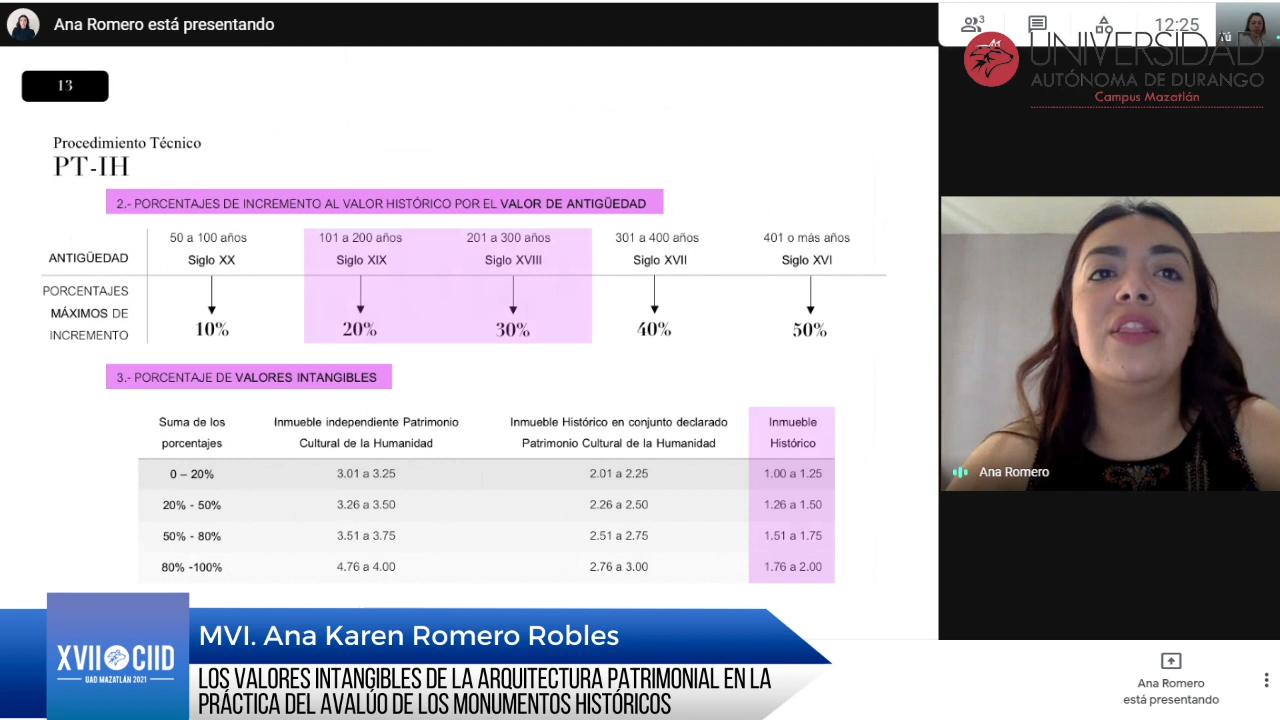 Ana Romero está presentando
3
12:25
Tú
UNIVERSIDAD
AUTÓNOMA DE DURANGO
Campus Mazatlán
13
Procedimiento Técnico
PT-IH
2.- PORCENTAJES DE INCREMENTO AL VALOR HISTÓRICO POR EL VALOR DE ANTIGÜEDAD
50 a 100 años 101 a 200 años 201 a 300 años 301 a 400 años 401 o más años
ANTIGÜEDAD Siglo XX Siglo XIX Siglo XVIII Siglo XVII Siglo XVI
PORCENTAJES
MÁXIMOS DE
INCREMENTO 10% 20% 30% 40% 50%
3.- PORCENTAJE DE VALORES INTANGIBLES
Suma de los Inmueble independiente Patrimonio Inmueble Histórico en conjunto declarado Inmueble
porcentajes Cultural de la Humanidad Patrimonio Cultural de la Humanidad Histórico
0 – 20% 3.01 a 3.25 2.01 a 2.25 1.00 a 1.25
20% - 50% 3.26 a 3.50 2.26 a 2.50 1.26 a 1.50
50% - 80% 3.51 a 3.75 2.51 a 2.75 1.51 a 1.75
80% -100% 4.76 a 4.00 2.76 a 3.00 1.76 a 2.00
Ana Romero
XVII CIID
UAD MAZATLÁN 2021
MVI. Ana Karen Romero Robles
LOS VALORES INTANGIBLES DE LA ARQUITECTURA PATRIMONIAL EN LA
PRÁCTICA DEL AVALÚO DE LOS MONUMENTOS HISTÓRICOS
Ana Romero
está presentando